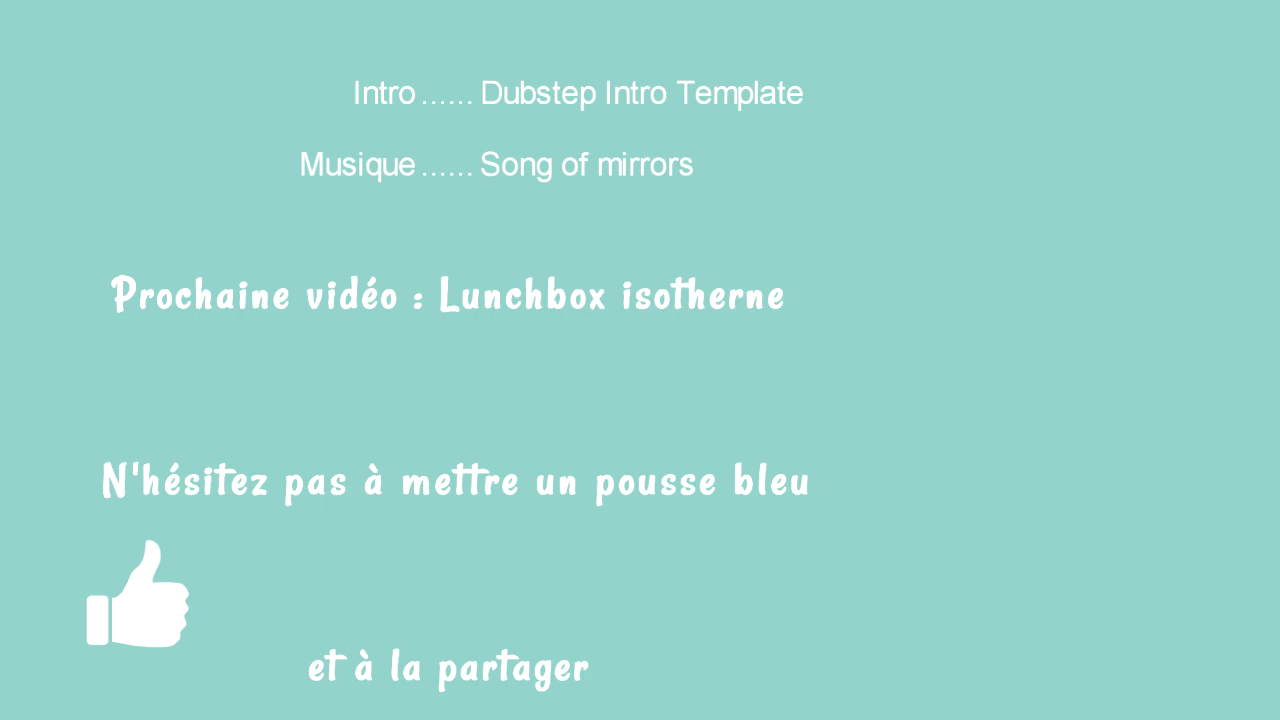 Intro ...... Dubstep Intro Template
Musique ...... Song of mirrors
Prochaine vidéo : Lunchbox isotherne
N'hésitez pas à mettre un pousse bleu
et à la partager